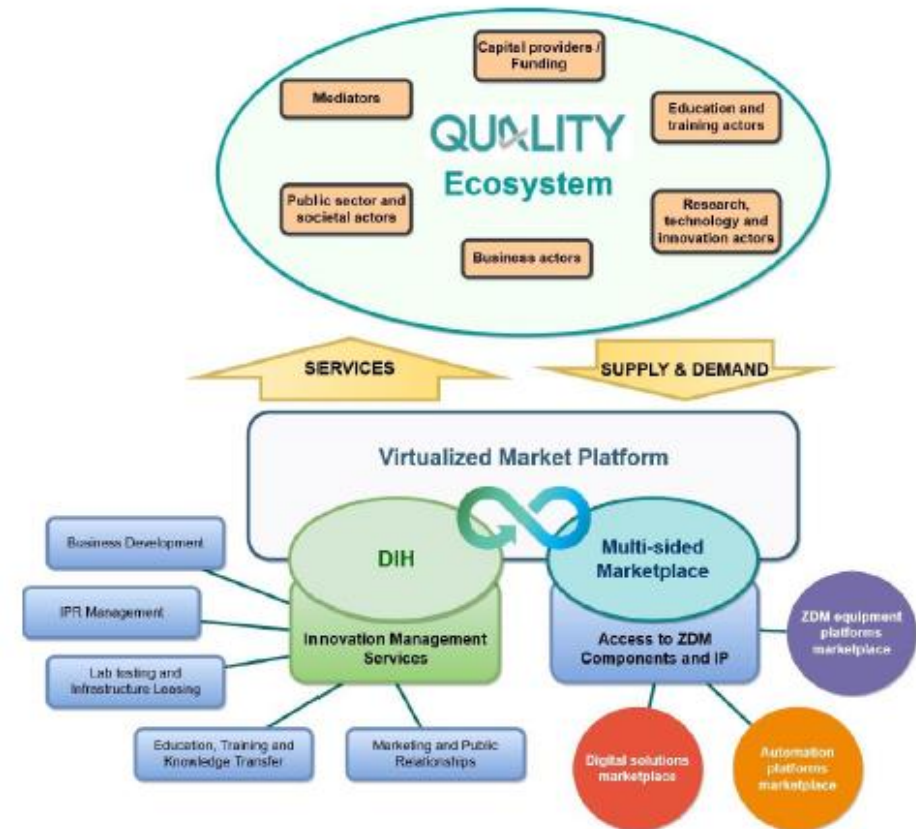 Capital providers /
Funding
Mediators
Education and
training actors
QUALITY
Ecosystem
Public sector and
societal actors
Research,
technology and
innovation actors
Business actors
SERVICES
SUPPLY & DEMAND
Virtualized Market Platform
DIH
Multi-sided
Marketplace
Business Development
IPR Management
Lab testing and
Infrastructure Leasing
Education, Training and
Knowledge Transfer
Marketing and Public
Relationships
Innovation Management
Services
Access to ZDM
Components and IP
ZDM equipment
platforms
marketplace
Digital solutions
marketplace
Automation
platforms
marketplace